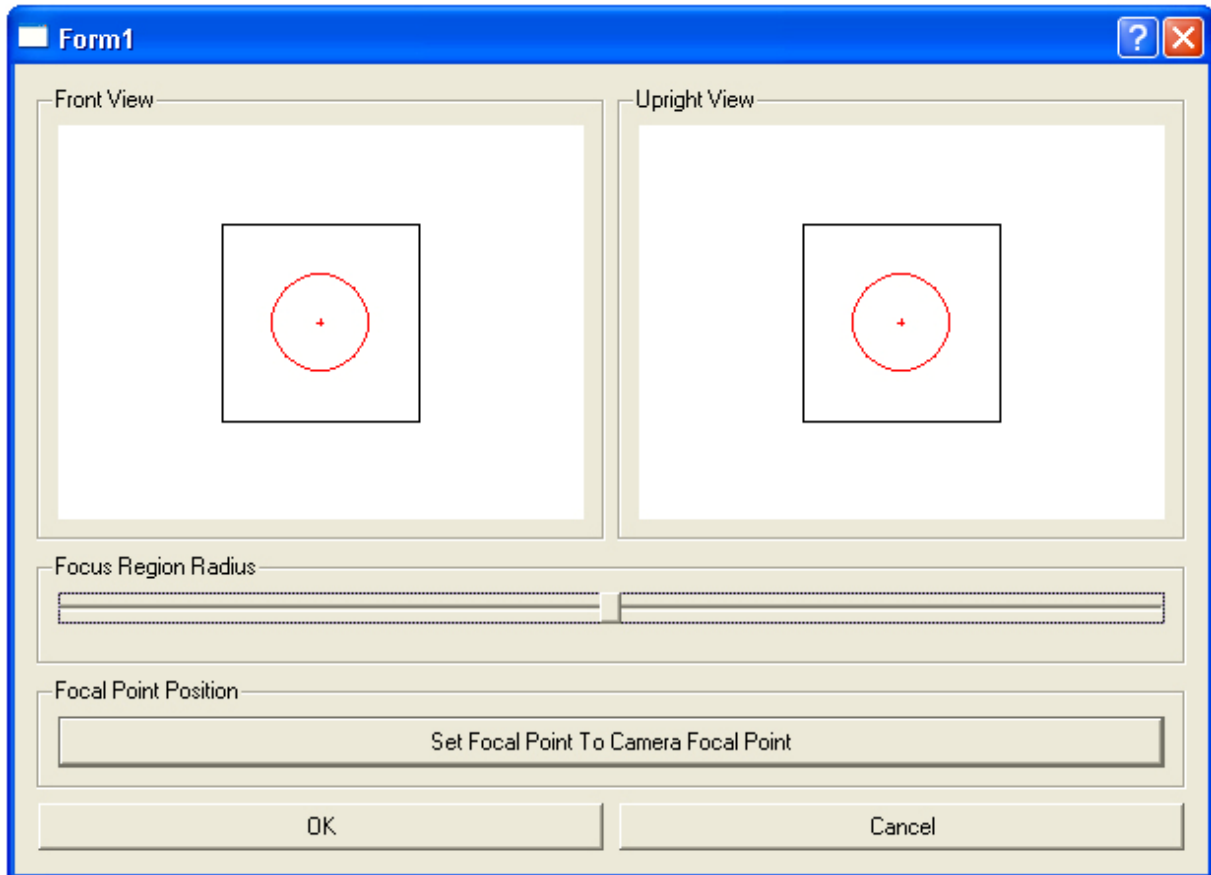 Form1
Front View
Upright View
Focus Region Radius
Focal Point Position
Set Focal Point To Camera Focal Point
OK
Cancel